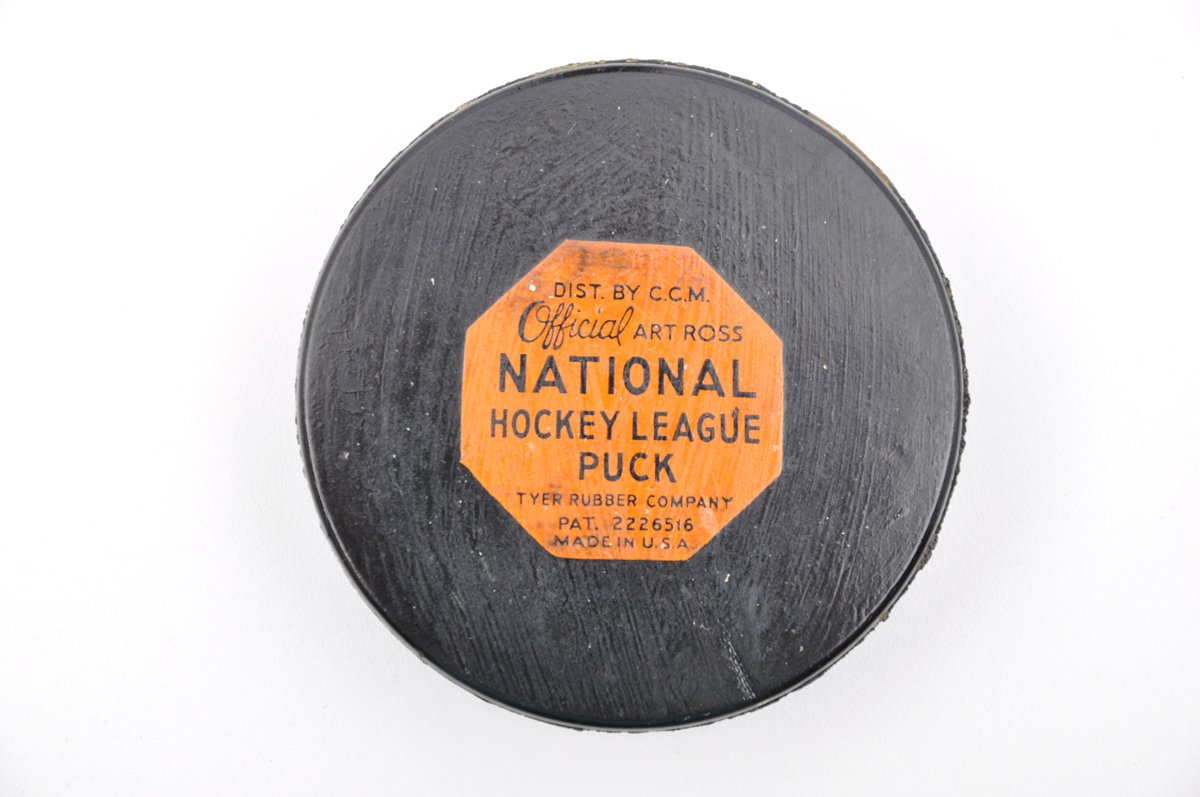 DIST. BY C.C.M.
Official ART ROSS
NATIONAL
HOCKEY LEAGUE
PUCK
TYER RUBBER COMPANY
PAT. 2226516
MADE IN U.S.A.